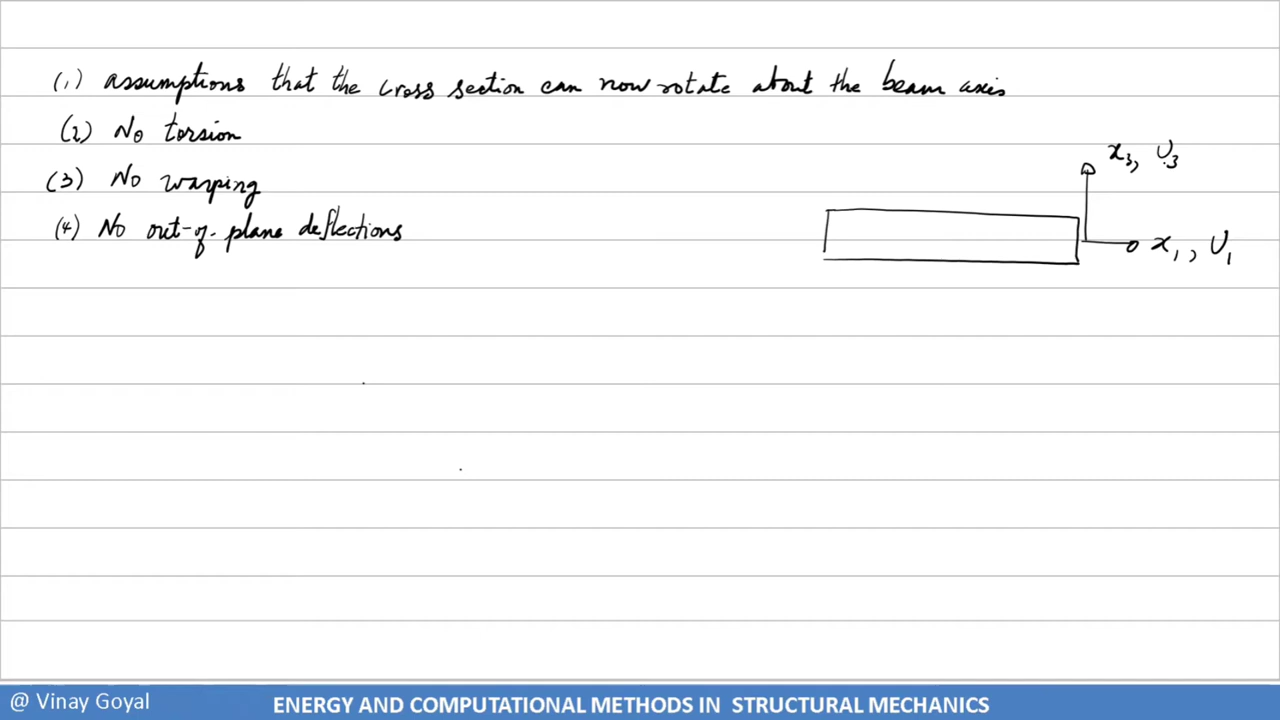 (1) assumptions that the cross section can now rotate about the beam axis
(2) No torsion
(3) No warping
(4) No out-of-plane deflections
x₃, U₃
x₁, U₁
@ Vinay Goyal
ENERGY AND COMPUTATIONAL METHODS IN STRUCTURAL MECHANICS